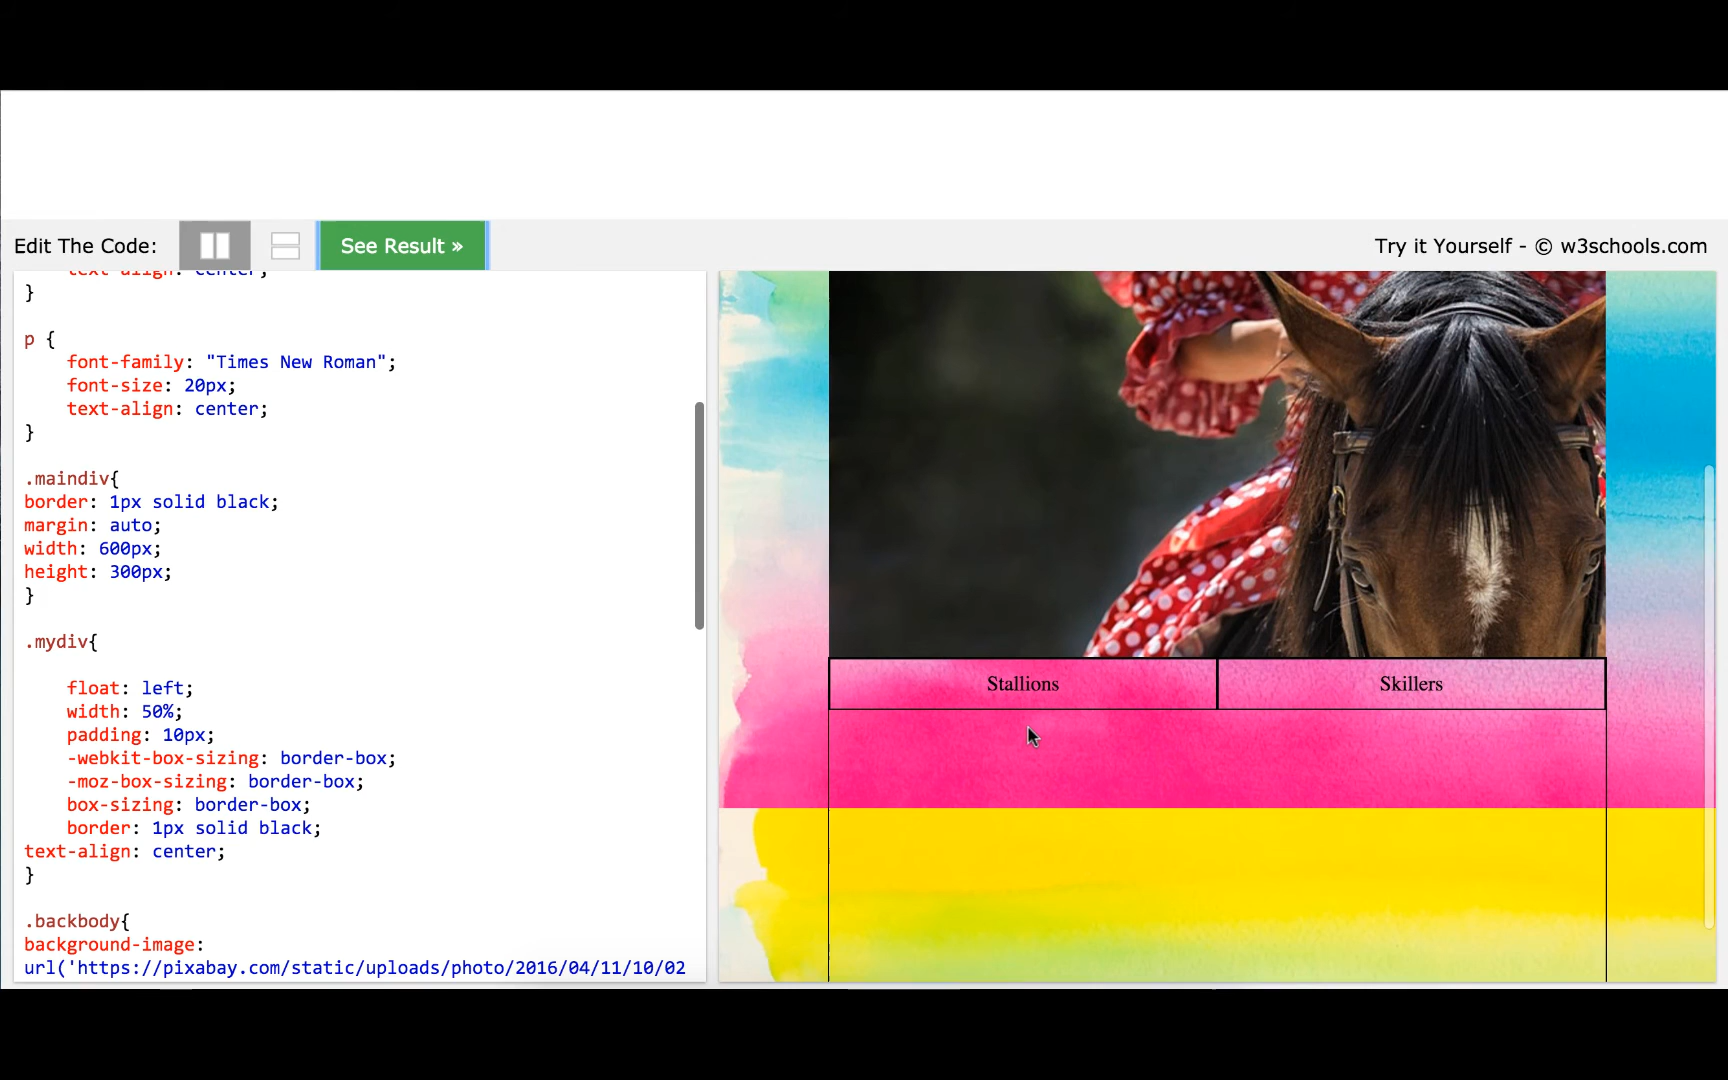 Edit The Code:
See Result »
Try it Yourself - © w3schools.com
text-align: center;
}
p {
font-family: "Times New Roman";
font-size: 20px;
text-align: center;
}
.maindiv{
border: 1px solid black;
margin: auto;
width: 600px;
height: 300px;
}
.mydiv{
float: left;
width: 50%;
padding: 10px;
-webkit-box-sizing: border-box;
-moz-box-sizing: border-box;
box-sizing: border-box;
border: 1px solid black;
text-align: center;
}
.backbody{
background-image:
url('https://pixabay.com/static/uploads/photo/2016/04/11/10/02
Stallions
Skillers